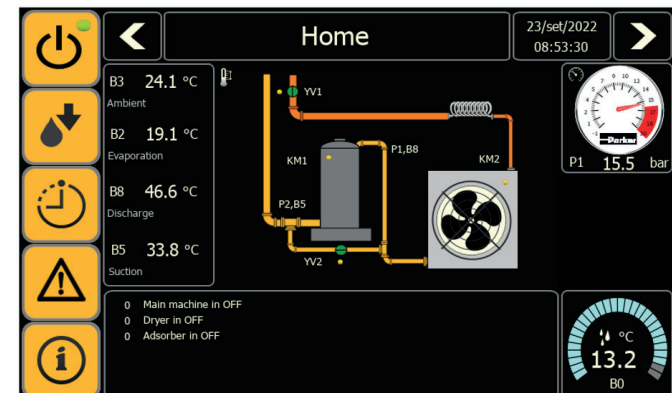 Home
23/set/2022
08:53:30
B3 24.1 °C
Ambient
B2 19.1 °C
Evaporation
B8 46.6 °C
Discharge
B5 33.8 °C
Suction
YV1
P1,B8
KM1
KM2
P2,B5
YV2
Parker
P1 15.5 bar
0 Main machine in OFF
0 Dryer in OFF
0 Adsorber in OFF
°C
13.2
B0